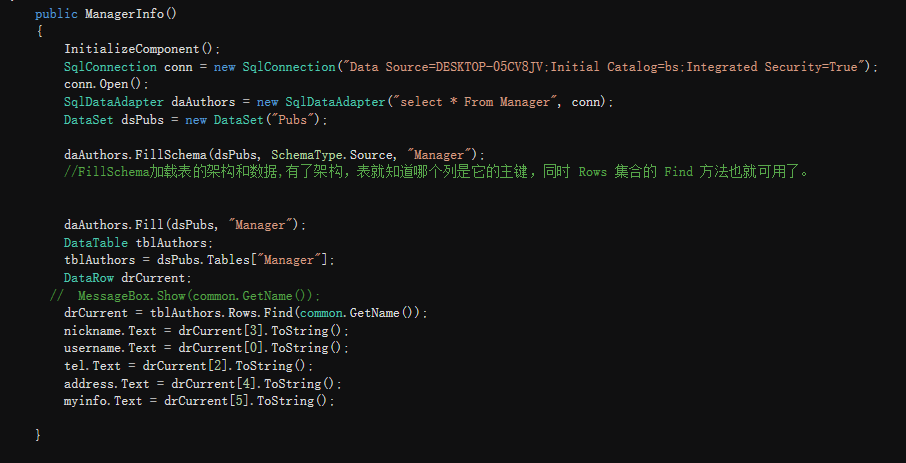 public ManagerInfo()
{
InitializeComponent();
SqlConnection conn = new SqlConnection("Data Source=DESKTOP-05CV8JV;Initial Catalog=bs;Integrated Security=True");
conn.Open();
SqlDataAdapter daAuthors = new SqlDataAdapter("select * From Manager", conn);
DataSet dsPubs = new DataSet("Pubs");
daAuthors.FillSchema(dsPubs, SchemaType.Source, "Manager");
//FillSchema加载表的架构和数据,有了架构，表就知道哪个列是它的主键，同时 Rows 集合的 Find 方法也就可用了。
daAuthors.Fill(dsPubs, "Manager");
DataTable tblAuthors;
tblAuthors = dsPubs.Tables["Manager"];
DataRow drCurrent;
//  MessageBox.Show(common.GetName());
drCurrent = tblAuthors.Rows.Find(common.GetName());
nickname.Text = drCurrent[3].ToString();
username.Text = drCurrent[0].ToString();
tel.Text = drCurrent[2].ToString();
address.Text = drCurrent[4].ToString();
myinfo.Text = drCurrent[5].ToString();
}